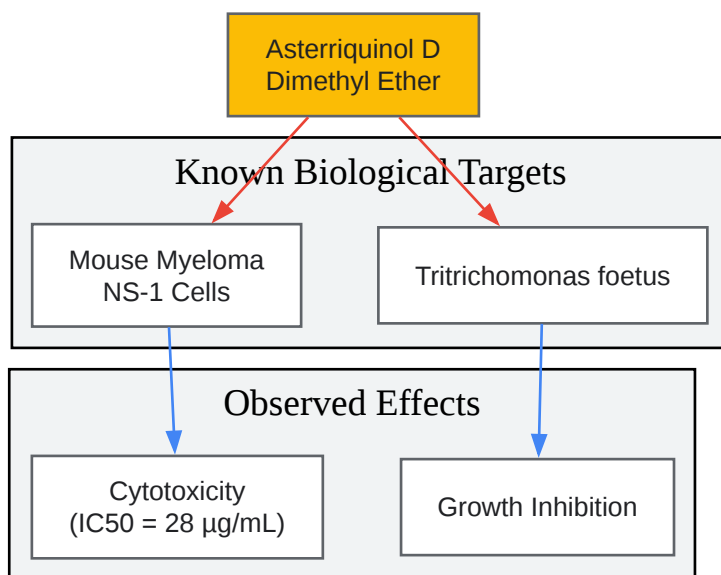 Asterriquinol D
Dimethyl Ether
Known Biological Targets
Mouse Myeloma
NS-1 Cells
Tritrichomonas foetus
Observed Effects
Cytotoxicity
(IC50 = 28 µg/mL)
Growth Inhibition